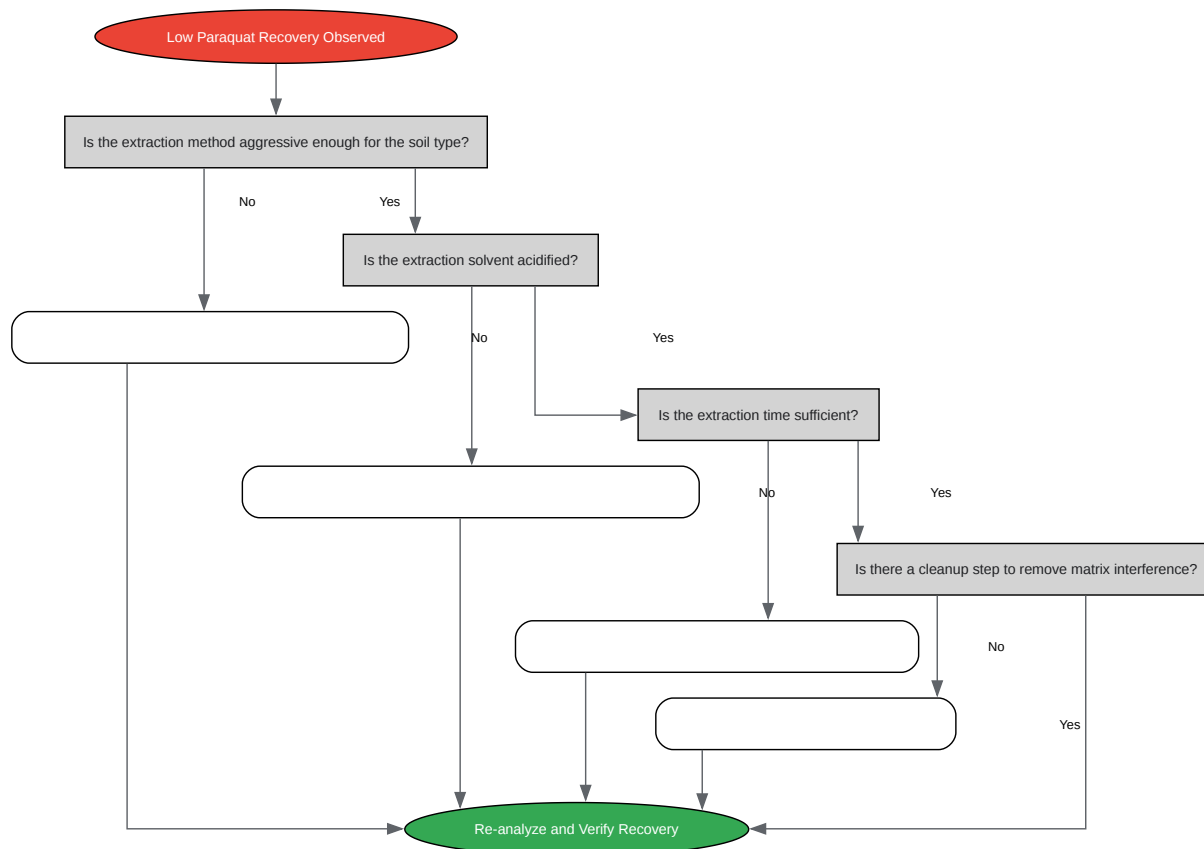 Low Paraquat Recovery Observed
Is the extraction method aggressive enough for the soil type?
No
Yes
Is the extraction solvent acidified?
No
Yes
Is the extraction time sufficient?
No
Yes
Is there a cleanup step to remove matrix interference?
No
Yes
Re-analyze and Verify Recovery